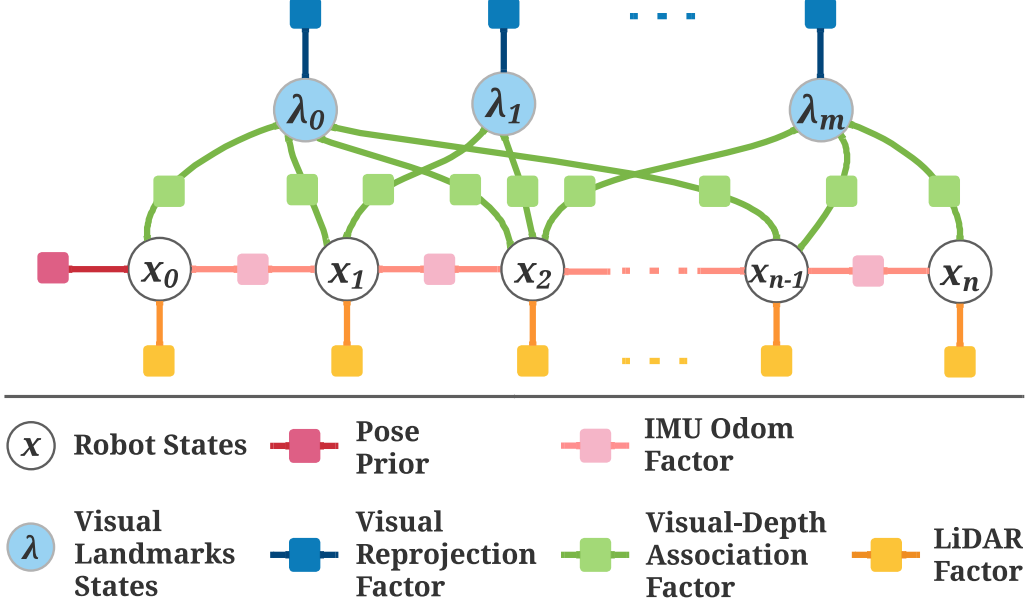 λ0 λ1 λm
x0 x1 x2 xn-1 xn
x Robot States
Pose
Prior
IMU Odom
Factor
λ
Visual
Landmarks
States
Visual
Reprojection
Factor
Visual-Depth
Association
Factor
LiDAR
Factor